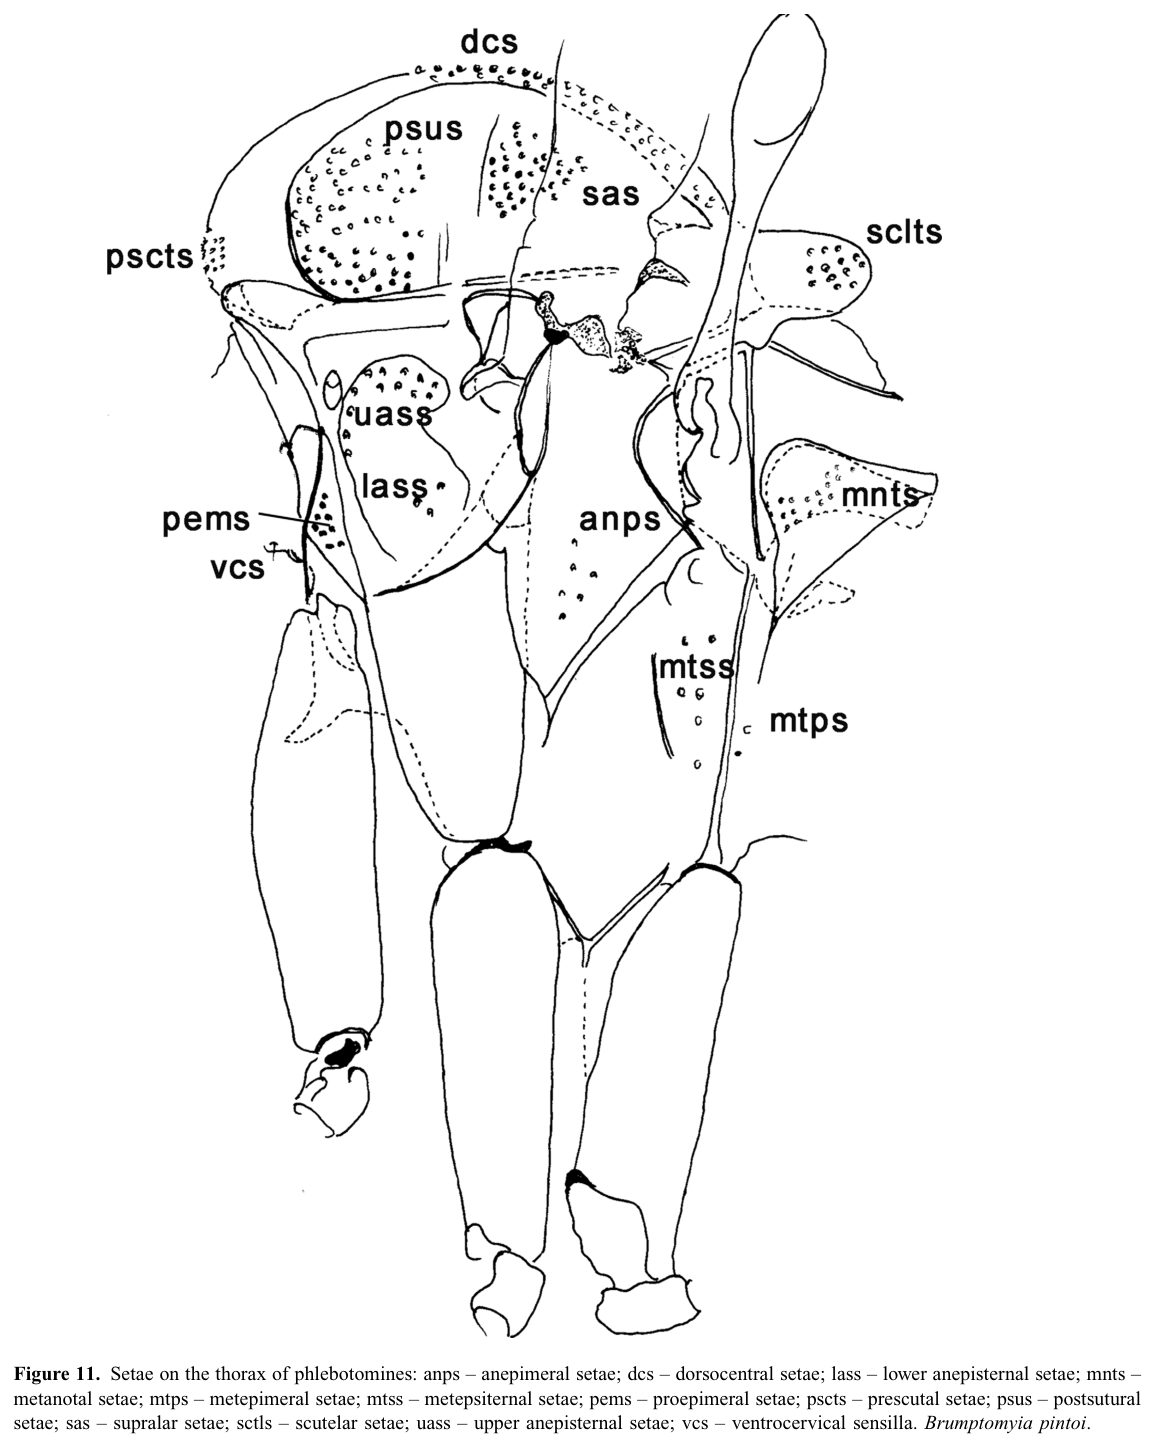 dcs
psus
sas
sclts
pscts
uass
lass
mnts
pems
anps
vcs
mtss
mtps
Figure 11. Setae on the thorax of phlebotomines: anps – anepimeral setae; dcs – dorsocentral setae; lass – lower anepisternal setae; mnts –
metanotal setae; mtps – metepimeral setae; mtss – metepsiternal setae; pems – proepimeral setae; pscts – prescutal setae; psus – postsutural
setae; sas – supralar setae; sctls – scutelar setae; uass – upper anepisternal setae; vcs – ventrocervical sensilla. Brumptomyia pintoi.